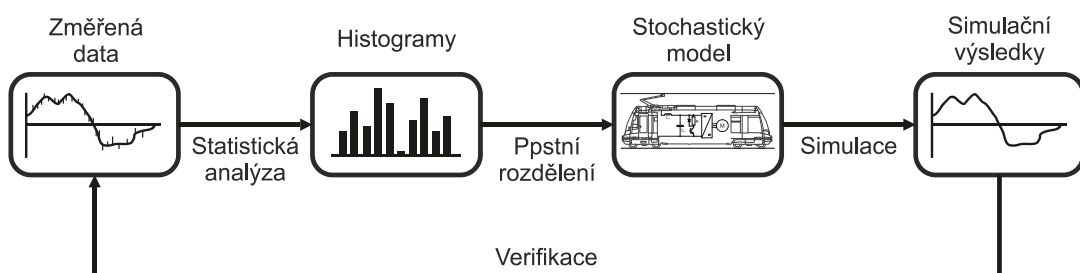 Změřená
data
Histogramy
Stochastický
model
Simulační
výsledky
Statistická
analýza
Ppstní
rozdělení
M
Simulace
Verifikace